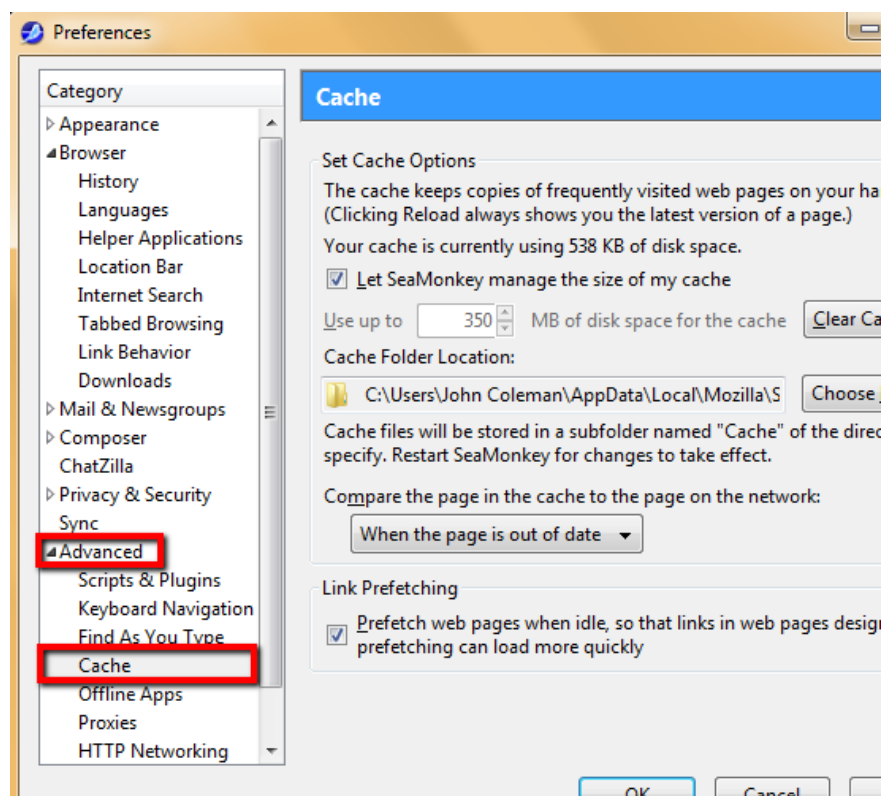 Preferences
Category
Appearance
Browser
History
Languages
Helper Applications
Location Bar
Internet Search
Tabbed Browsing
Link Behavior
Downloads
Mail & Newsgroups
Composer
ChatZilla
Privacy & Security
Sync
Advanced
Scripts & Plugins
Keyboard Navigation
Find As You Type
Cache
Offline Apps
Proxies
HTTP Networking
Cache
Set Cache Options
The cache keeps copies of frequently visited web pages on your ha
(Clicking Reload always shows you the latest version of a page.)
Your cache is currently using 538 KB of disk space.
Let SeaMonkey manage the size of my cache
Use up to 350 MB of disk space for the cache Clear Ca
Cache Folder Location:
C:\Users\John Coleman\AppData\Local\Mozilla\S Choose
Cache files will be stored in a subfolder named "Cache" of the direc
specify. Restart SeaMonkey for changes to take effect.
Compare the page in the cache to the page on the network:
When the page is out of date
Link Prefetching
Prefetch web pages when idle, so that links in web pages design
prefetching can load more quickly
OK Cancel